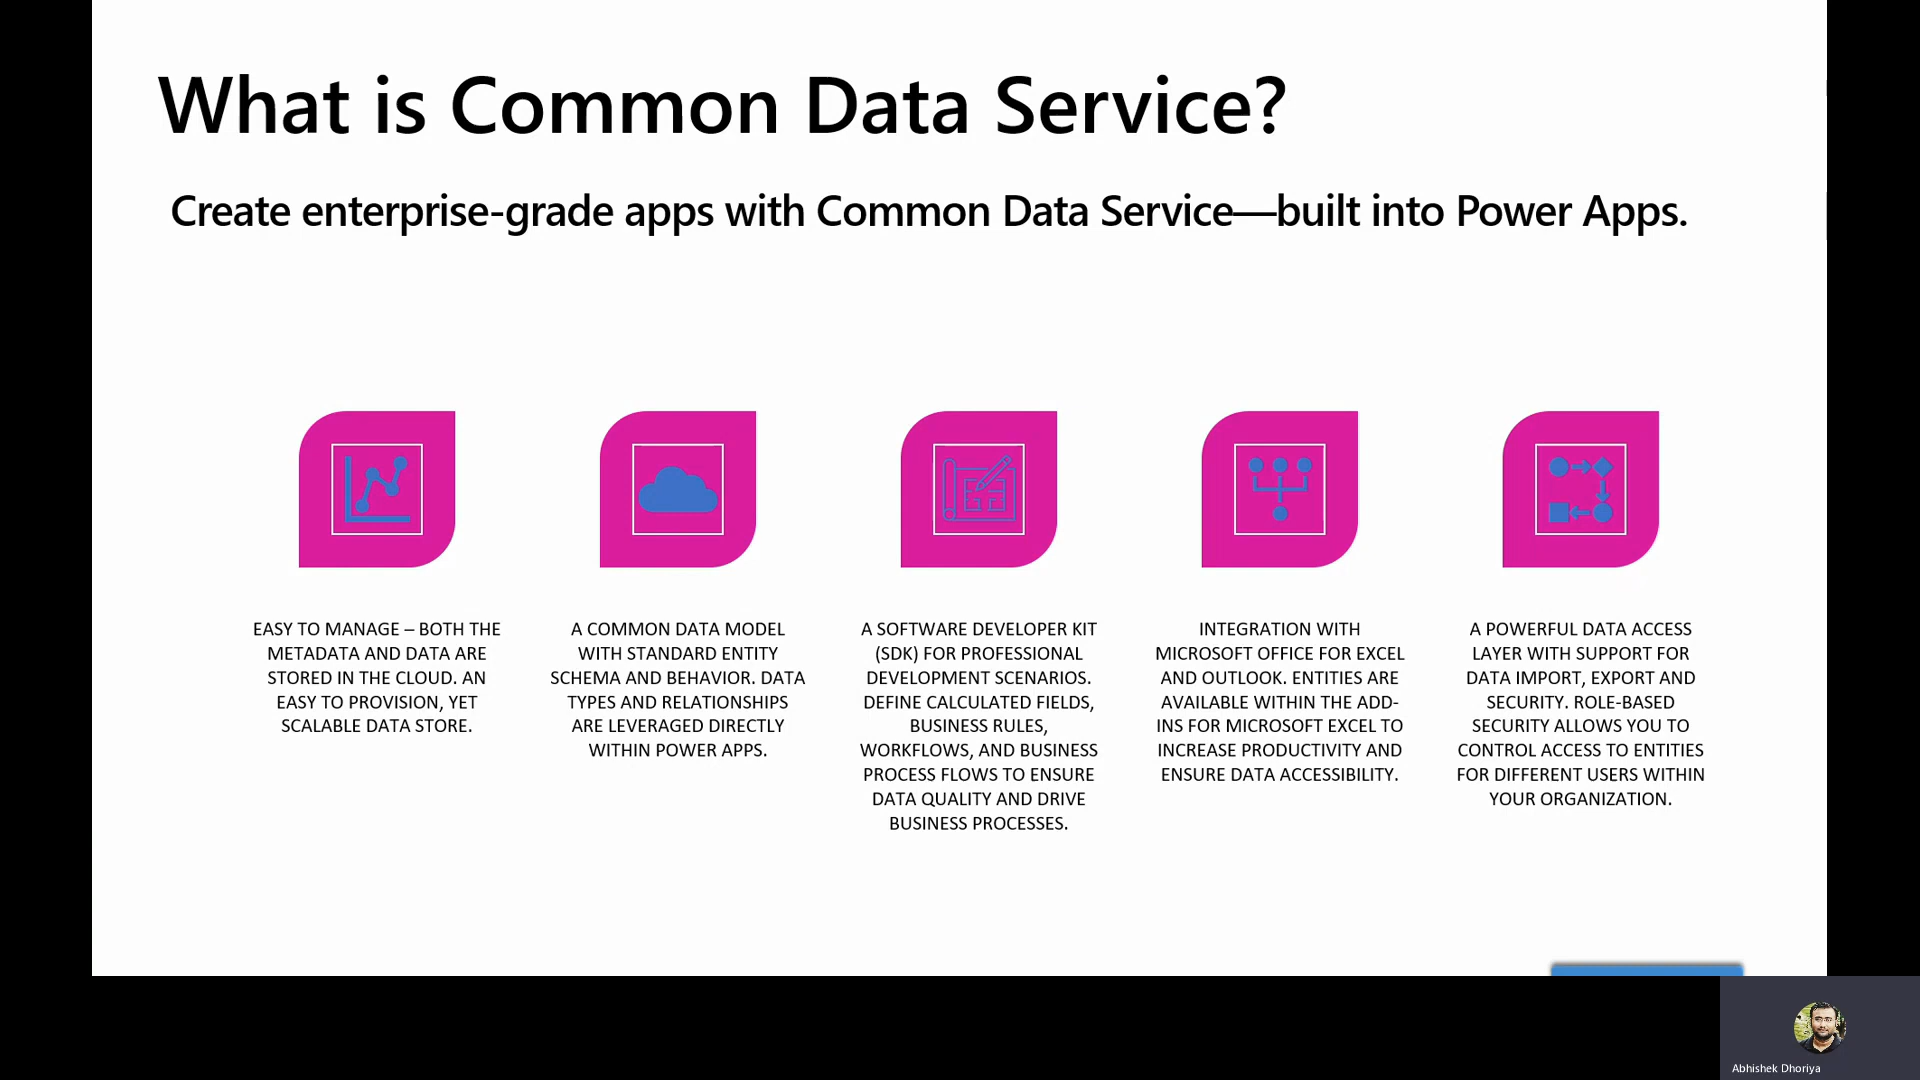 What is Common Data Service?
Create enterprise-grade apps with Common Data Service—built into Power Apps.
EASY TO MANAGE – BOTH THE
METADATA AND DATA ARE
STORED IN THE CLOUD. AN
EASY TO PROVISION, YET
SCALABLE DATA STORE.
A COMMON DATA MODEL
WITH STANDARD ENTITY
SCHEMA AND BEHAVIOR. DATA
TYPES AND RELATIONSHIPS
ARE LEVERAGED DIRECTLY
WITHIN POWER APPS.
A SOFTWARE DEVELOPER KIT
(SDK) FOR PROFESSIONAL
DEVELOPMENT SCENARIOS.
DEFINE CALCULATED FIELDS,
BUSINESS RULES,
WORKFLOWS, AND BUSINESS
PROCESS FLOWS TO ENSURE
DATA QUALITY AND DRIVE
BUSINESS PROCESSES.
INTEGRATION WITH
MICROSOFT OFFICE FOR EXCEL
AND OUTLOOK. ENTITIES ARE
AVAILABLE WITHIN THE ADD-
INS FOR MICROSOFT EXCEL TO
INCREASE PRODUCTIVITY AND
ENSURE DATA ACCESSIBILITY.
A POWERFUL DATA ACCESS
LAYER WITH SUPPORT FOR
DATA IMPORT, EXPORT AND
SECURITY. ROLE-BASED
SECURITY ALLOWS YOU TO
CONTROL ACCESS TO ENTITIES
FOR DIFFERENT USERS WITHIN
YOUR ORGANIZATION.
Abhishek Dhoriya